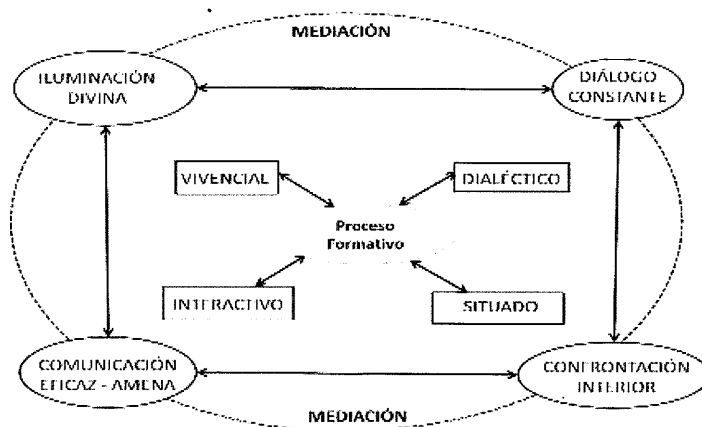 MEDIACIÓN
ILUMINACIÓN
DIVINA
DIÁLOGO
CONSTANTE
VIVENCIAL
DIALÉCTICO
Proceso
Formativo
INTERACTIVO
SITUADO
COMUNICACIÓN
EFICAZ - AMENA
CONFRONTACIÓN
INTERIOR
MEDIACIÓN